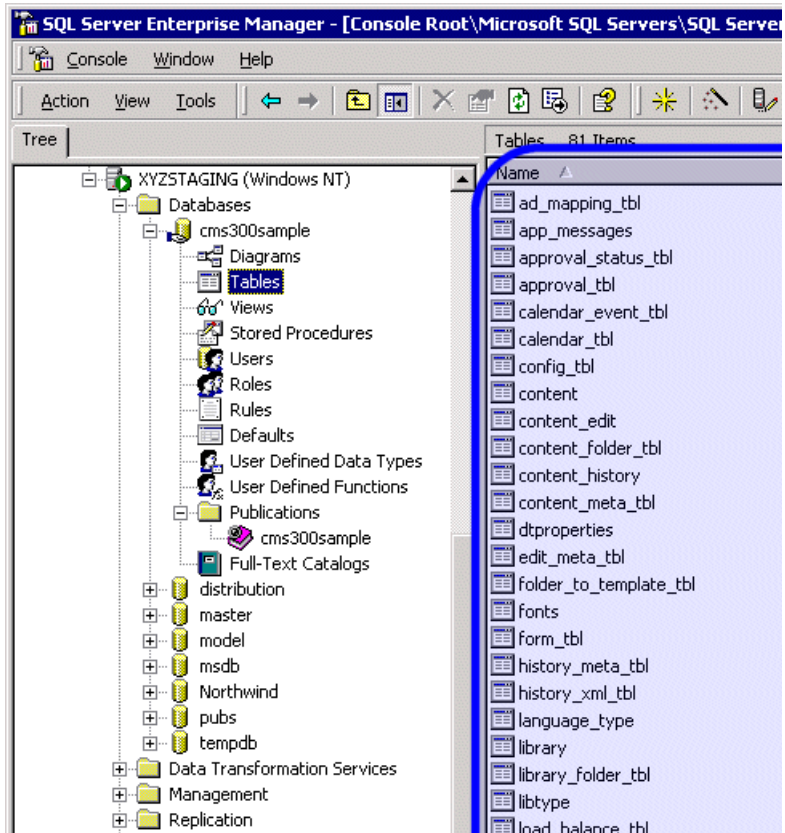 SQL Server Enterprise Manager - [Console Root\Microsoft SQL Servers\SQL Server
Console Window Help
Action View Tools
Tree
Tables 81 Items
XYZSTAGING (Windows NT)
Databases
cms300sample
Diagrams
Tables
Views
Stored Procedures
Users
Roles
Rules
Defaults
User Defined Data Types
User Defined Functions
Publications
cms300sample
Full-Text Catalogs
distribution
master
model
msdb
Northwind
pubs
tempdb
Data Transformation Services
Management
Replication
Name
ad_mapping_tbl
app_messages
approval_status_tbl
approval_tbl
calendar_event_tbl
calendar_tbl
config_tbl
content
content_edit
content_folder_tbl
content_history
content_meta_tbl
dtproperties
edit_meta_tbl
folder_to_template_tbl
fonts
form_tbl
history_meta_tbl
history_xml_tbl
language_type
library
library_folder_tbl
libtype
load_balance_tbl